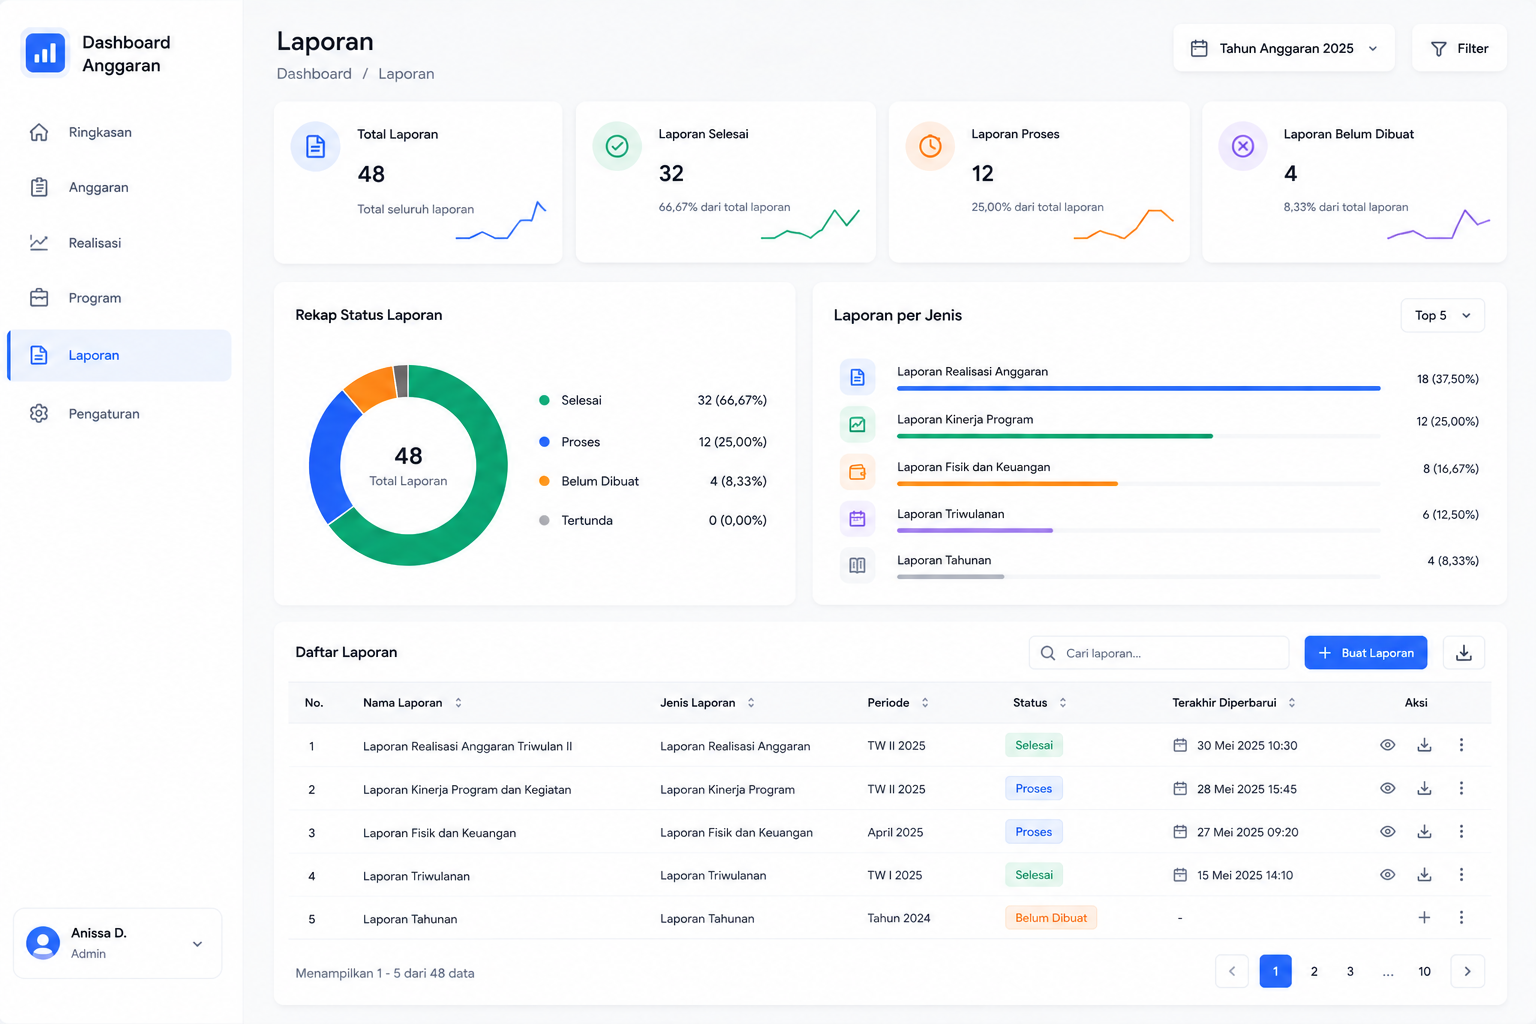 Dashboard
Anggaran
Ringkasan
Anggaran
Realisasi
Program
Laporan
Pengaturan
Anissa D.
Admin
Laporan
Dashboard / Laporan
Tahun Anggaran 2025
Filter
Total Laporan
48
Total seluruh laporan
Laporan Selesai
32
66,67% dari total laporan
Laporan Proses
12
25,00% dari total laporan
Laporan Belum Dibuat
4
8,33% dari total laporan
Rekap Status Laporan
48
Total Laporan
Selesai 32 (66,67%)
Proses 12 (25,00%)
Belum Dibuat 4 (8,33%)
Tertunda 0 (0,00%)
Laporan per Jenis
Top 5
Laporan Realisasi Anggaran 18 (37,50%)
Laporan Kinerja Program 12 (25,00%)
Laporan Fisik dan Keuangan 8 (16,67%)
Laporan Triwulanan 6 (12,50%)
Laporan Tahunan 4 (8,33%)
Daftar Laporan
Cari laporan...
+ Buat Laporan
No. Nama Laporan Jenis Laporan Periode Status Terakhir Diperbarui Aksi
1 Laporan Realisasi Anggaran Triwulan II Laporan Realisasi Anggaran TW II 2025 Selesai 30 Mei 2025 10:30
2 Laporan Kinerja Program dan Kegiatan Laporan Kinerja Program TW II 2025 Proses 28 Mei 2025 15:45
3 Laporan Fisik dan Keuangan Laporan Fisik dan Keuangan April 2025 Proses 27 Mei 2025 09:20
4 Laporan Triwulanan Laporan Triwulanan TW I 2025 Selesai 15 Mei 2025 14:10
5 Laporan Tahunan Laporan Tahunan Tahun 2024 Belum Dibuat -
Menampilkan 1 - 5 dari 48 data
1 2 3 ... 10